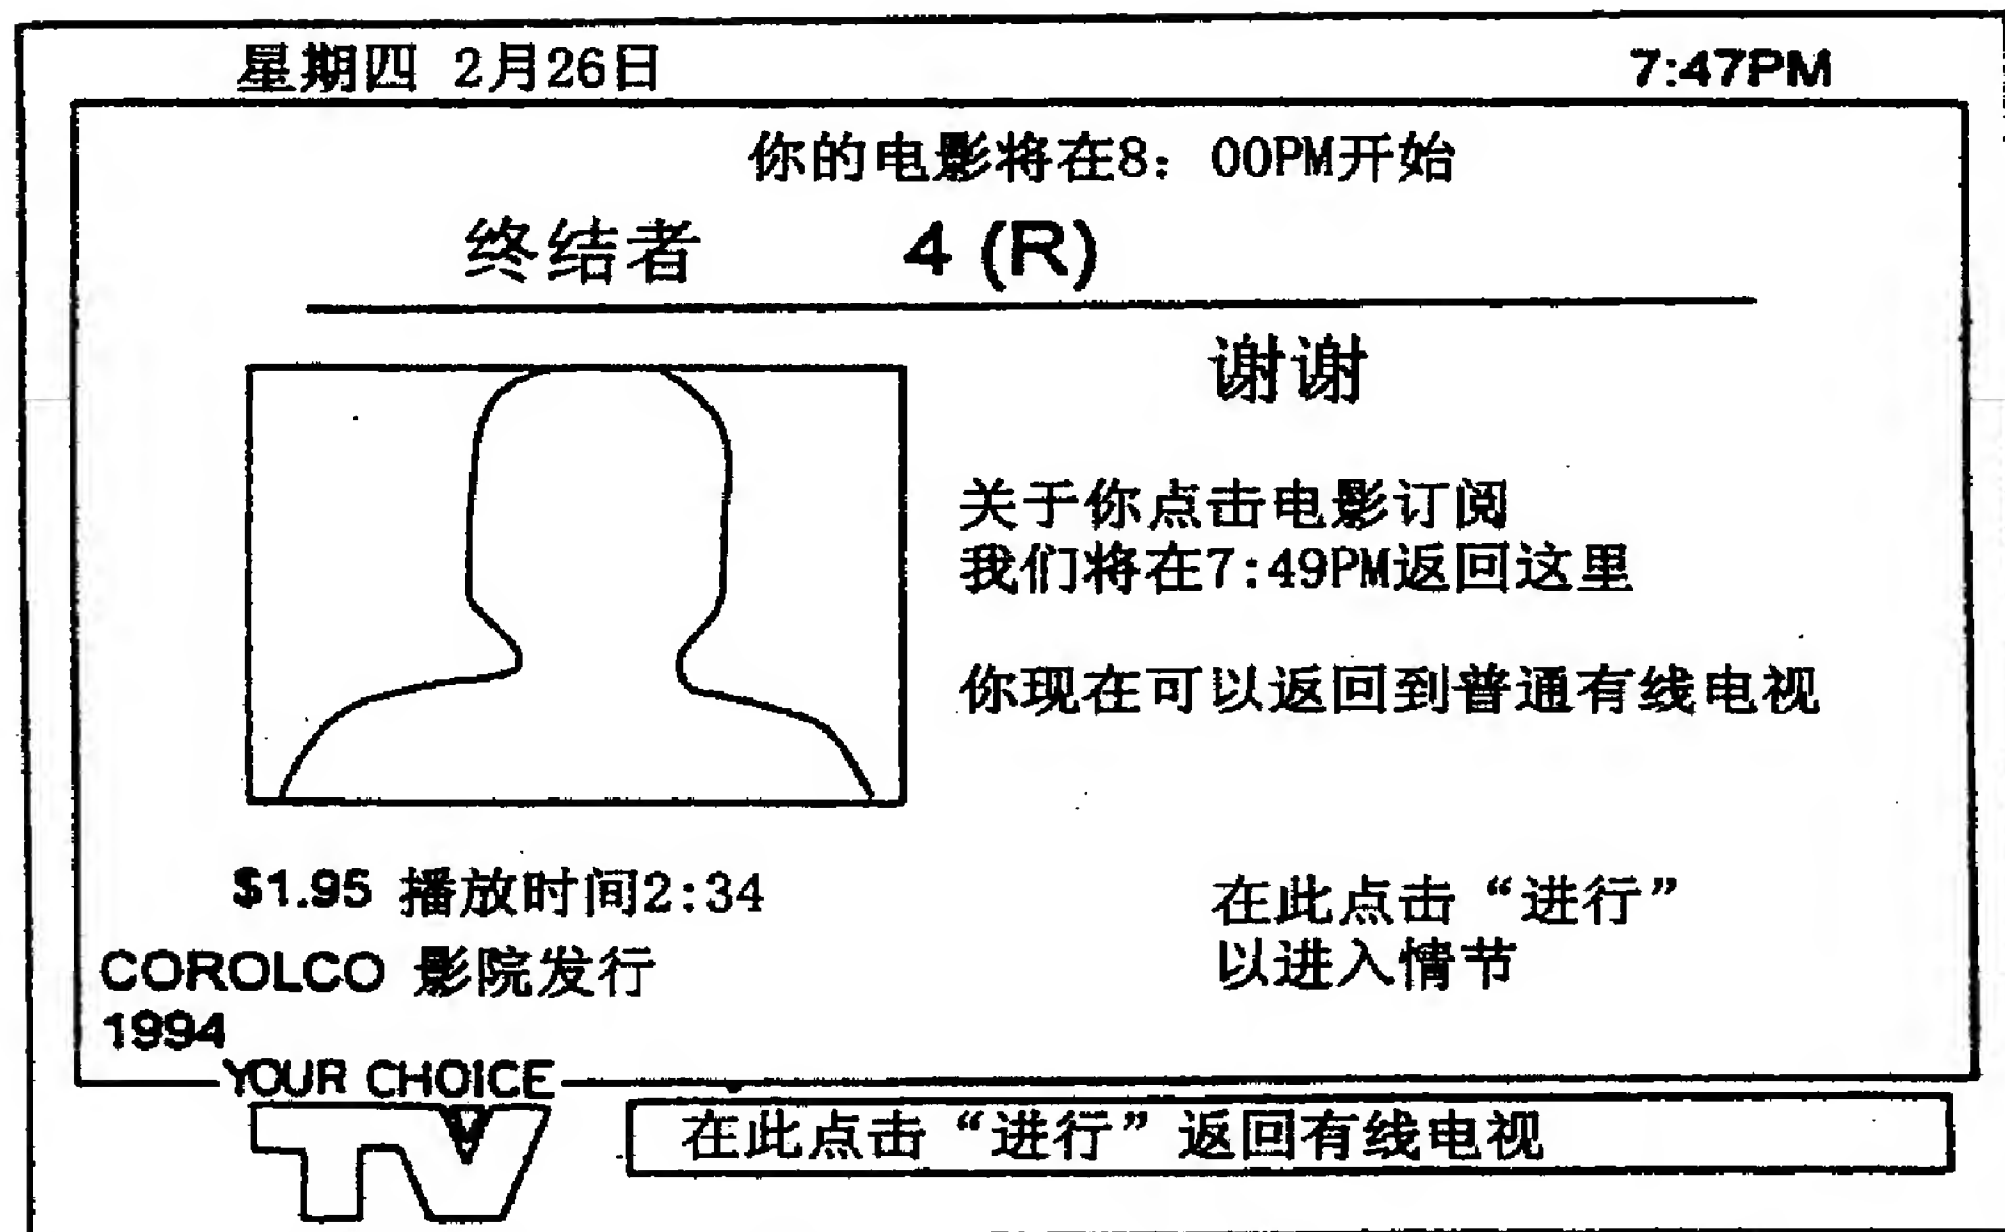 星期四 2月26日 7:47PM
你的电影将在8：00PM开始
终结者 4 (R)
谢谢
关于你点击电影订阅
我们将在7:49PM返回这里
你现在可以返回到普通有线电视
$1.95 播放时间2:34
在此点击“进行”
以进入情节
COROLCO 影院发行
1994
YOUR CHOICE
TV
在此点击“进行”返回有线电视